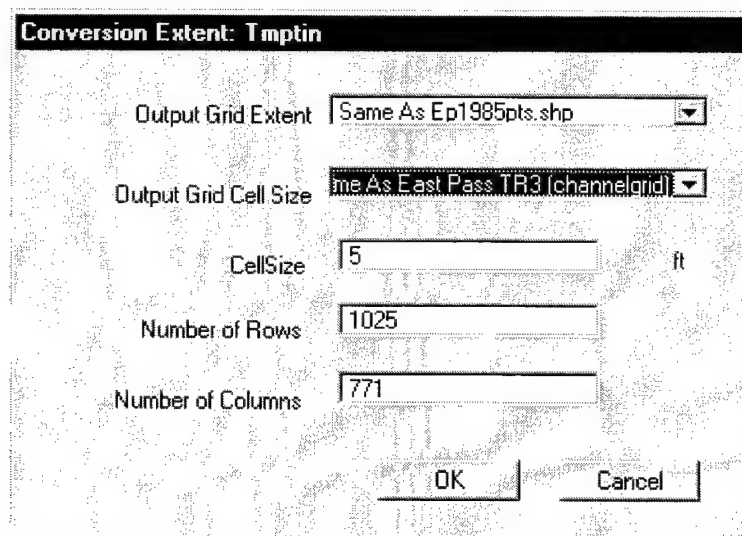 Conversion Extent: Tmptin
Output Grid Extent Same As Ep1985pts.shp
Output Grid Cell Size me As East Pass TR3 (channelgrid)
CellSize 5 ft
Number of Rows 1025
Number of Columns 771
OK Cancel